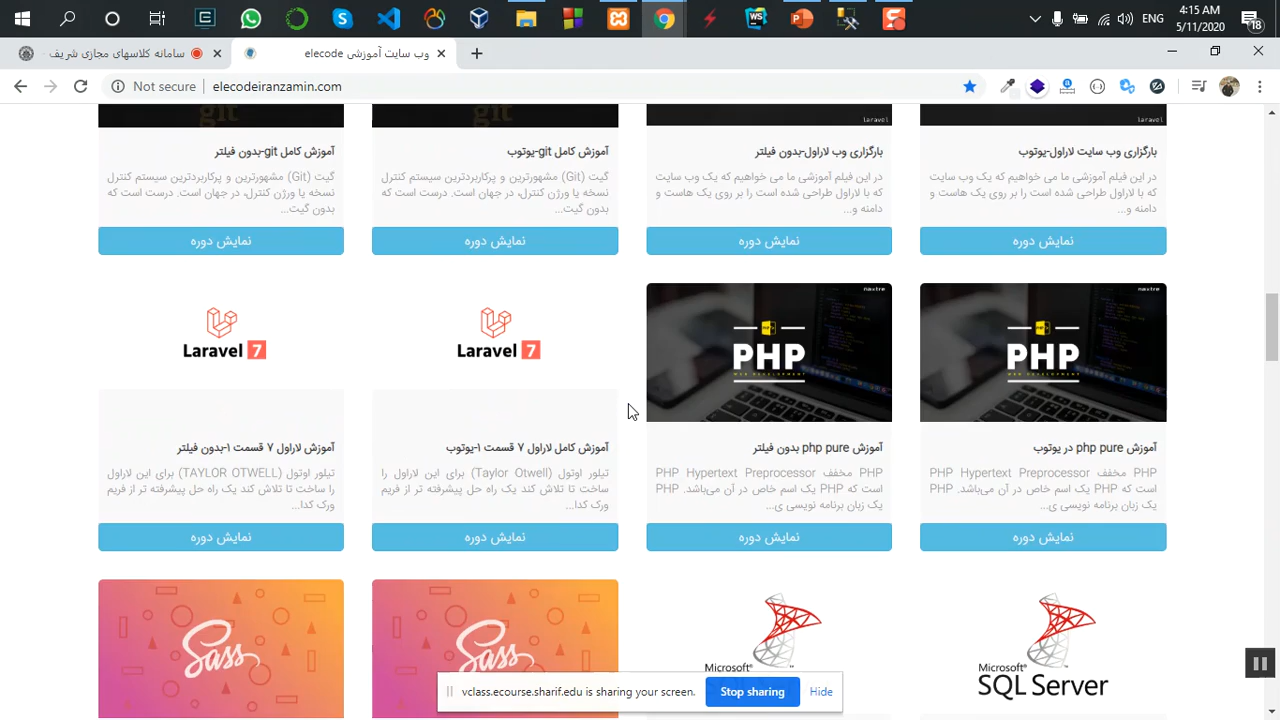 ENG
4:15 AM
5/11/2020
18
سامانه کلاسهای مجازی شریف
وب سایت آموزشی elecode
Not secure
elecodeiranzamin.com
git
git
laravel
laravel
بارگزاری وب سایت لاراول-یوتوب
در این فیلم آموزشی ما می خواهیم که یک وب سایت
که با لاراول طراحی شده است را بر روی یک هاست و
دامنه و...
نمایش دوره
بارگزاری وب لاراول-بدون فیلتر
در این فیلم آموزشی ما می خواهیم که یک وب سایت
که با لاراول طراحی شده است را بر روی یک هاست و
دامنه و...
نمایش دوره
آموزش کامل git-یوتوب
گیت (Git) مشهورترین و پرکاربردترین سیستم کنترل
نسخه یا ورژن کنترل، در جهان است. درست است که
بدون گیت...
نمایش دوره
آموزش کامل git-بدون فیلتر
گیت (Git) مشهورترین و پرکاربردترین سیستم کنترل
نسخه یا ورژن کنترل، در جهان است. درست است که
بدون گیت...
نمایش دوره
PHP
WEB DEVELOPMENT
آموزش php pure در یوتوب
PHP مخفف PHP Hypertext Preprocessor
است که PHP یک اسم خاص در آن می‌باشد. PHP
یک زبان برنامه نویسی ی...
نمایش دوره
PHP
WEB DEVELOPMENT
آموزش php pure بدون فیلتر
PHP مخفف PHP Hypertext Preprocessor
است که PHP یک اسم خاص در آن می‌باشد. PHP
یک زبان برنامه نویسی ی...
نمایش دوره
Laravel 7
آموزش کامل لاراول ۷ قسمت ۱-یوتوب
تیلور اوتول (Taylor Otwell) برای این لاراول را
ساخت تا تلاش کند یک راه حل پیشرفته تر از فریم
ورک کدا...
نمایش دوره
Laravel 7
آموزش لاراول ۷ قسمت ۱-بدون فیلتر
تیلور اوتول (TAYLOR OTWELL) برای این لاراول
را ساخت تا تلاش کند یک راه حل پیشرفته تر از فریم
ورک کدا...
نمایش دوره
Microsoft
SQL Server
Microsoft
Sass
Sass
vclass.ecourse.sharif.edu is sharing your screen.
Stop sharing
Hide